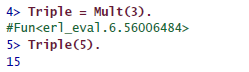 4> Triple = Mult(3).
#Fun<erl_eval.6.56006484>
5> Triple(5).
15